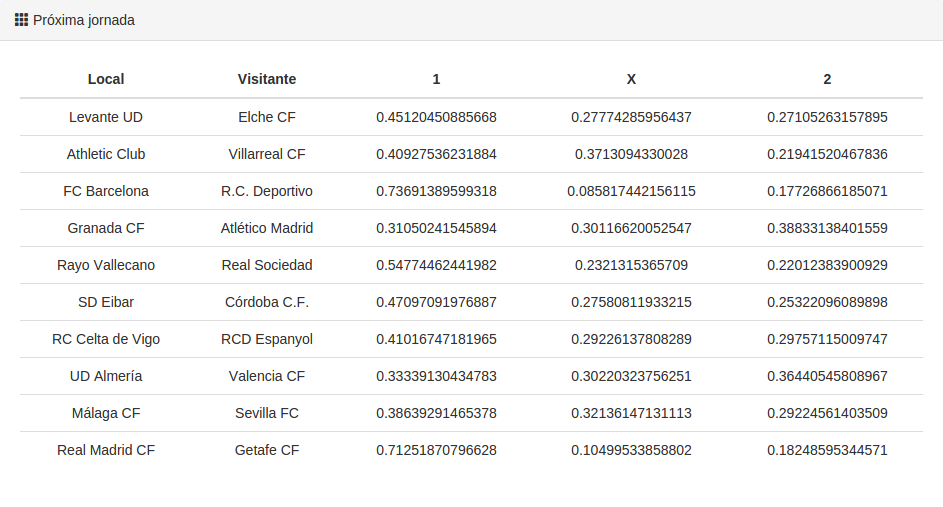 Próxima jornada
Local Visitante 1 X 2
Levante UD Elche CF 0.45120450885668 0.27774285956437 0.27105263157895
Athletic Club Villarreal CF 0.40927536231884 0.3713094330028 0.21941520467836
FC Barcelona R.C. Deportivo 0.73691389599318 0.085817442156115 0.17726866185071
Granada CF Atlético Madrid 0.31050241545894 0.30116620052547 0.38833138401559
Rayo Vallecano Real Sociedad 0.54774462441982 0.2321315365709 0.22012383900929
SD Eibar Córdoba C.F. 0.47097091976887 0.27580811933215 0.25322096089898
RC Celta de Vigo RCD Espanyol 0.41016747181965 0.29226137808289 0.29757115009747
UD Almería Valencia CF 0.33339130434783 0.30220323756251 0.36440545808967
Málaga CF Sevilla FC 0.38639291465378 0.32136147131113 0.29224561403509
Real Madrid CF Getafe CF 0.71251870796628 0.10499533858802 0.18248595344571